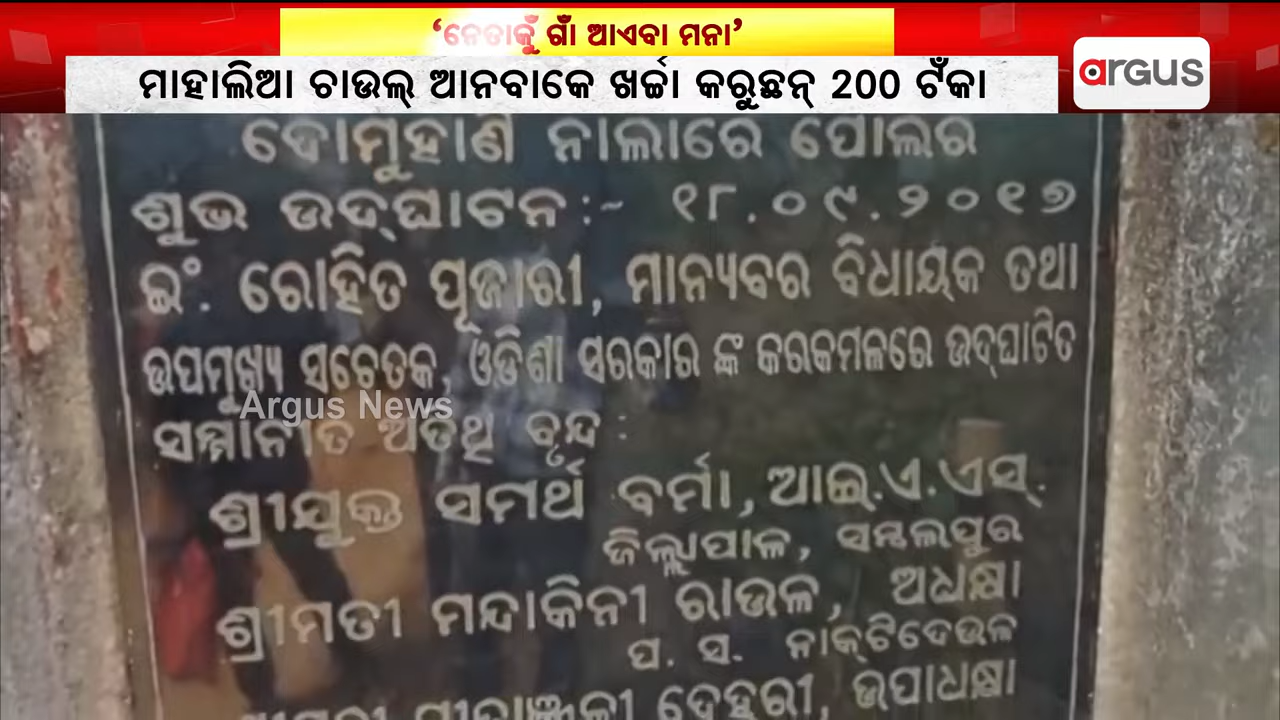 ‘ନେତାଙ୍କୁ ଗାଁ ଆଏବା ମନା’
ମାହାଲିଆ ଚାଉଲ୍ ଆନବାକେ ଖର୍ଚ୍ଚା କରୁଛନ୍ 200 ଟଁକା
argus
ଦୋମୁହାଣି ନାଲାରେ ପୋଲର
ଶୁଭ ଉଦ୍‌ଘାଟନ:~ ୧୮.୦୯.୨୦୧୭
ଇଂ. ରୋହିତ ପୂଜାରୀ, ମାନ୍ୟବର ବିଧାୟକ ତଥା
ଉପମୁଖ୍ୟ ସଚେତକ, ଓଡିଶା ସରକାର ଙ୍କ କରକମଳରେ ଉଦ୍‌ଘାଟିତ
Argus News
ସମ୍ମାନୀତ ଅତିଥି ବୃନ୍ଦ :
ଶ୍ରୀଯୁକ୍ତ ସମର୍ଥ ବର୍ମା, ଆଇ.ଏ.ଏସ୍.
ଜିଲ୍ଲାପାଳ, ସମ୍ବଲପୁର
ଶ୍ରୀମତୀ ମନ୍ଦାକିନୀ ରାଉଳ, ଅଧକ୍ଷା
ପ. ସ. ନାକ୍‌ଟିଦେଉଳ
ଗୀତାଞ୍ଜଳୀ ଦେହୁରୀ, ଉପାଧକ୍ଷା